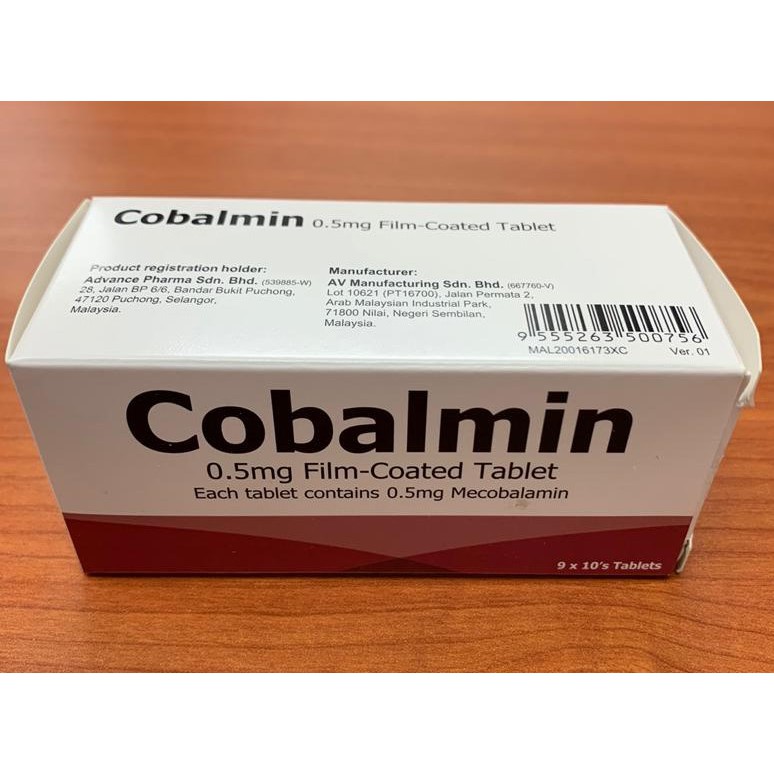 Cobalmin 0.5mg Film-Coated Tablet
Product registration holder:
Advance Pharma Sdn. Bhd. (539885-W)
28, Jalan BP 6/6, Bandar Bukit Puchong,
47120 Puchong, Selangor,
Malaysia.
Manufacturer:
AV Manufacturing Sdn. Bhd. (667760-V)
Lot 10621 (PT16700), Jalan Permata 2,
Arab Malaysian Industrial Park,
71800 Nilai, Negeri Sembilan,
Malaysia.
9 555263 500756
MAL20016173XC Ver. 01
Cobalmin
0.5mg Film-Coated Tablet
Each tablet contains 0.5mg Mecobalamin
9 x 10's Tablets